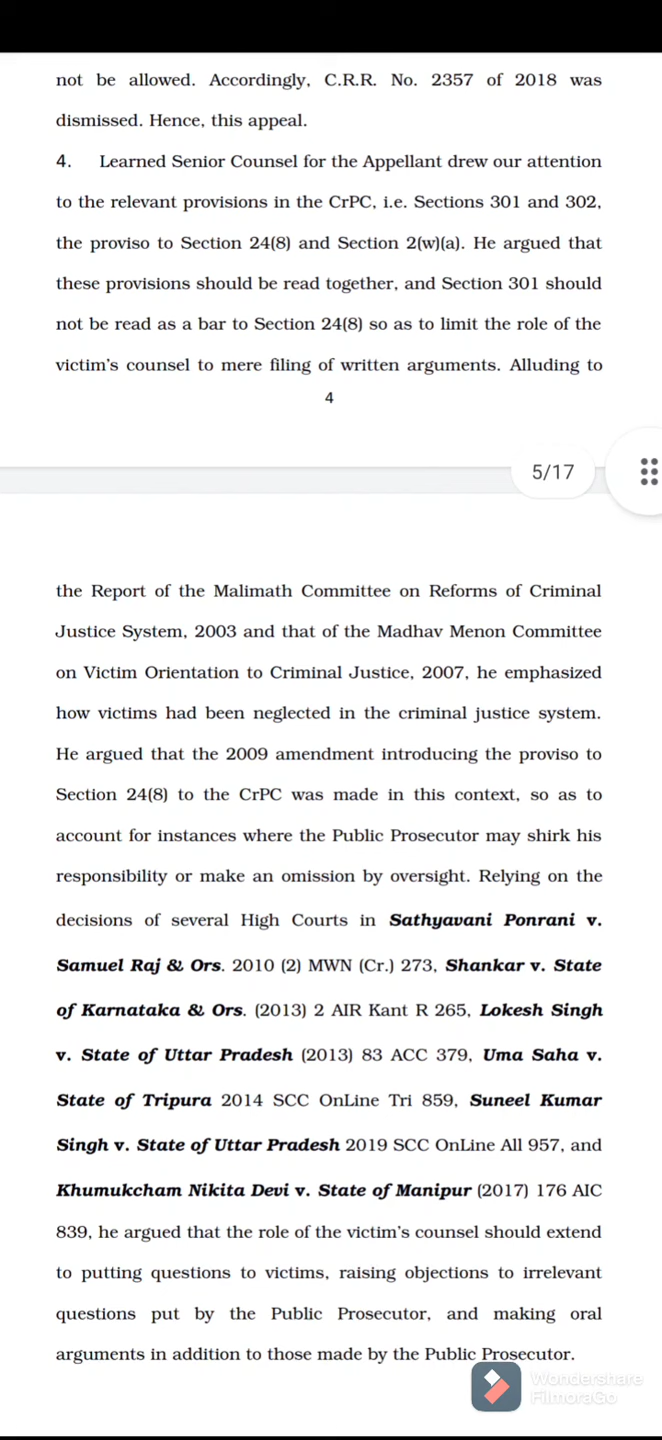 not be allowed. Accordingly, C.R.R. No. 2357 of 2018 was
dismissed. Hence, this appeal.
4. Learned Senior Counsel for the Appellant drew our attention
to the relevant provisions in the CrPC, i.e. Sections 301 and 302,
the proviso to Section 24(8) and Section 2(w)(a). He argued that
these provisions should be read together, and Section 301 should
not be read as a bar to Section 24(8) so as to limit the role of the
victim's counsel to mere filing of written arguments. Alluding to
4
5/17
the Report of the Malimath Committee on Reforms of Criminal
Justice System, 2003 and that of the Madhav Menon Committee
on Victim Orientation to Criminal Justice, 2007, he emphasized
how victims had been neglected in the criminal justice system.
He argued that the 2009 amendment introducing the proviso to
Section 24(8) to the CrPC was made in this context, so as to
account for instances where the Public Prosecutor may shirk his
responsibility or make an omission by oversight. Relying on the
decisions of several High Courts in Sathyavani Ponrani v.
Samuel Raj & Ors. 2010 (2) MWN (Cr.) 273, Shankar v. State
of Karnataka & Ors. (2013) 2 AIR Kant R 265, Lokesh Singh
v. State of Uttar Pradesh (2013) 83 ACC 379, Uma Saha v.
State of Tripura 2014 SCC OnLine Tri 859, Suneel Kumar
Singh v. State of Uttar Pradesh 2019 SCC OnLine All 957, and
Khumukcham Nikita Devi v. State of Manipur (2017) 176 AIC
839, he argued that the role of the victim's counsel should extend
to putting questions to victims, raising objections to irrelevant
questions put by the Public Prosecutor, and making oral
arguments in addition to those made by the Public Prosecutor.
Wondershare
FilmoraGo